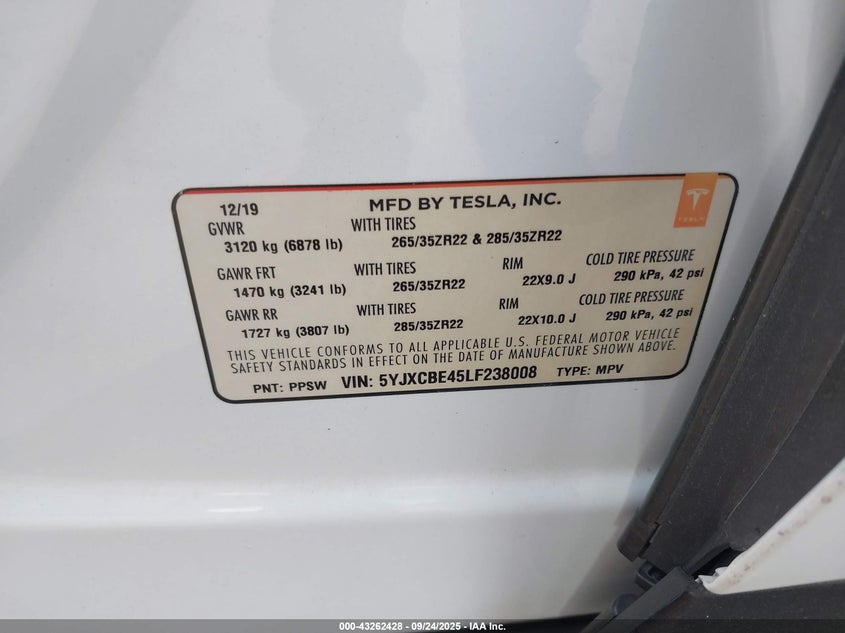 12/19 MFD BY TESLA, INC.
TESLA
GVWR WITH TIRES
3120 kg (6878 lb) 265/35ZR22 & 285/35ZR22
GAWR FRT WITH TIRES RIM COLD TIRE PRESSURE
1470 kg (3241 lb) 265/35ZR22 22X9.0 J 290 kPa, 42 psi
GAWR RR WITH TIRES RIM COLD TIRE PRESSURE
1727 kg (3807 lb) 285/35ZR22 22X10.0 J 290 kPa, 42 psi
THIS VEHICLE CONFORMS TO ALL APPLICABLE U.S. FEDERAL MOTOR VEHICLE
SAFETY STANDARDS IN EFFECT ON THE DATE OF MANUFACTURE SHOWN ABOVE.
PNT: PPSW VIN: 5YJXCBE45LF238008 TYPE: MPV
000-43262428 - 09/24/2025 - IAA Inc.